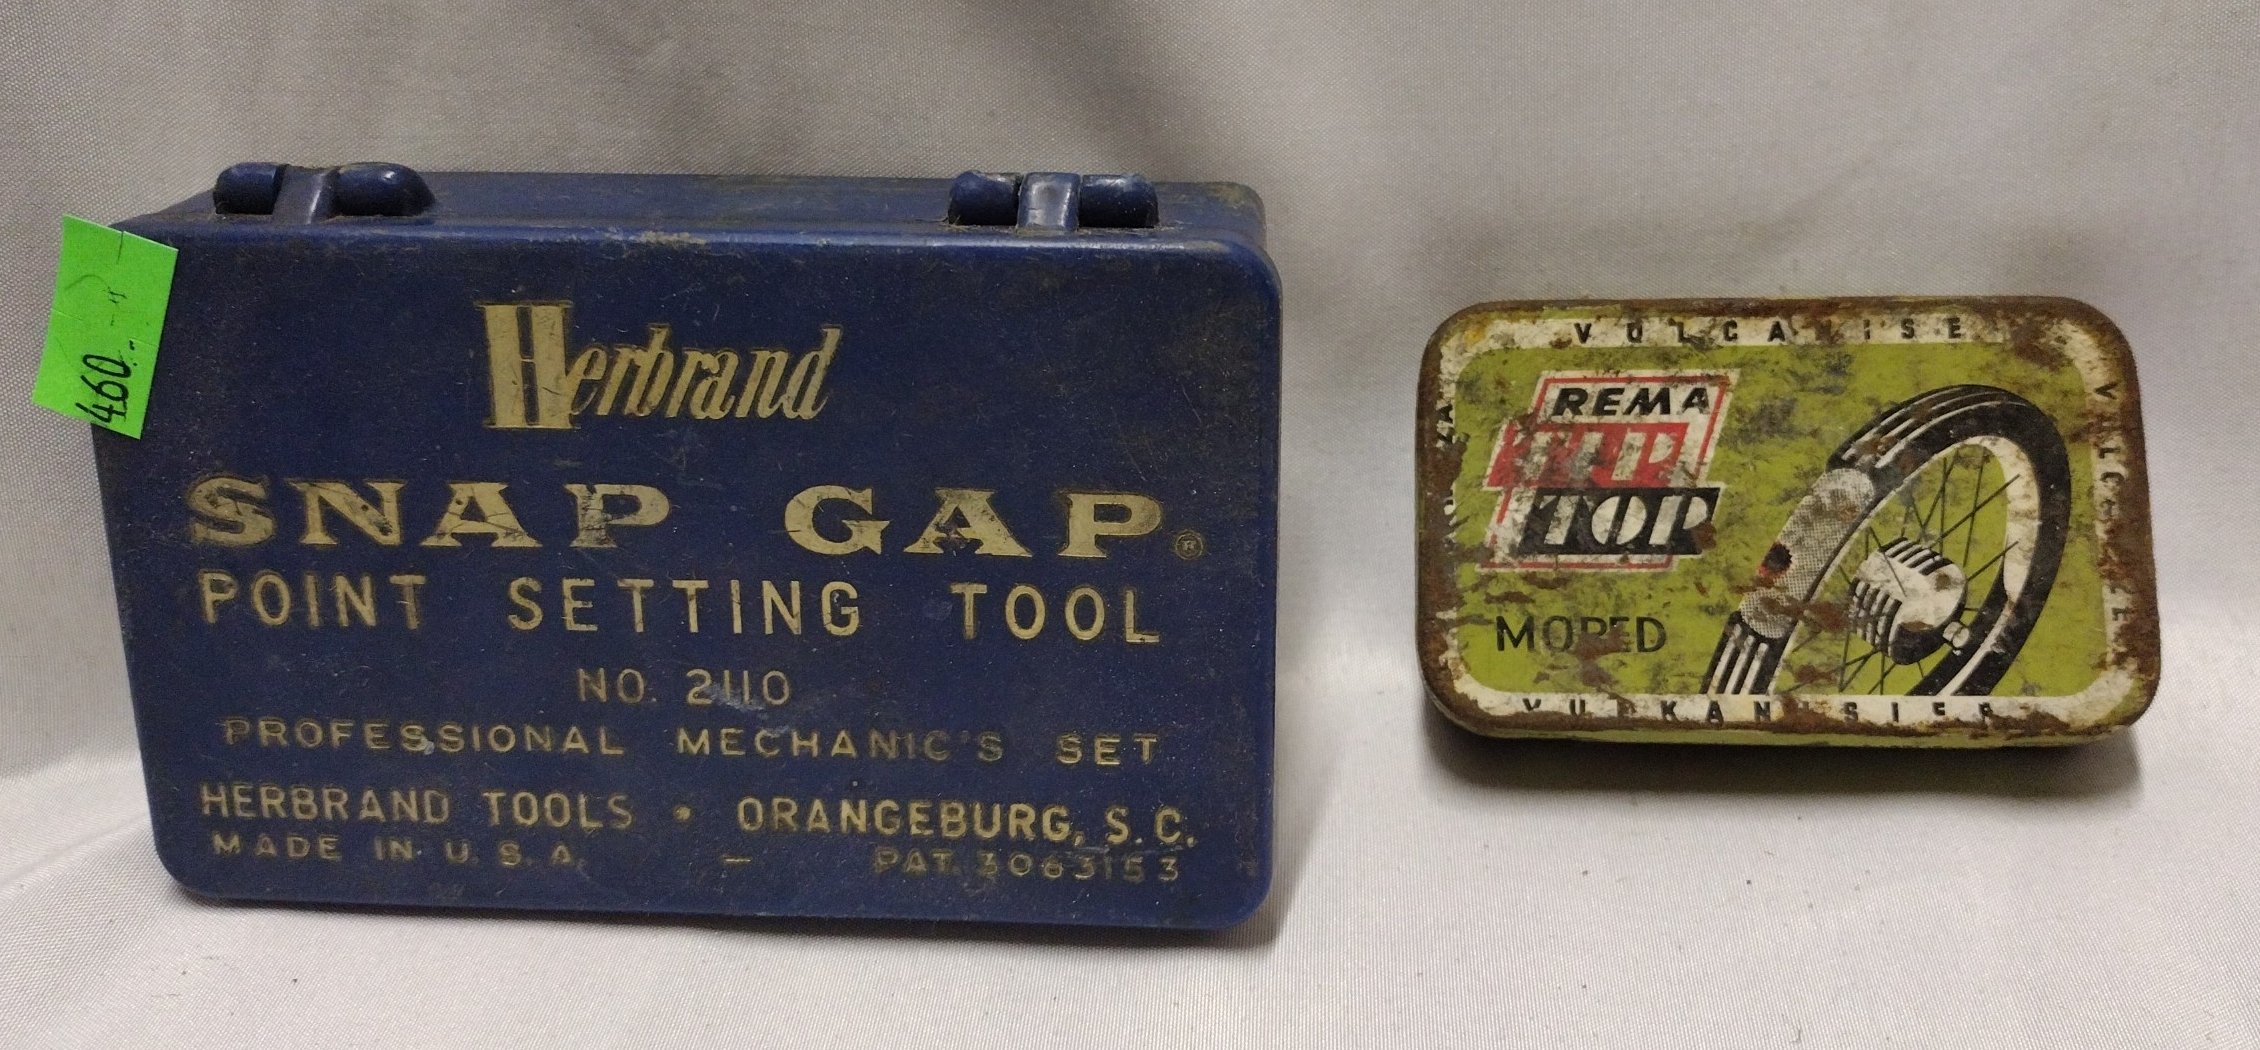 460.-
Herbrand
SNAP GAP®
POINT SETTING TOOL
NO. 2110
PROFESSIONAL MECHANIC'S SET
HERBRAND TOOLS • ORANGEBURG, S.C.
MADE IN U.S.A. – PAT. 3063153
VULCANISE
REMA
TIP
TOP
MOPED